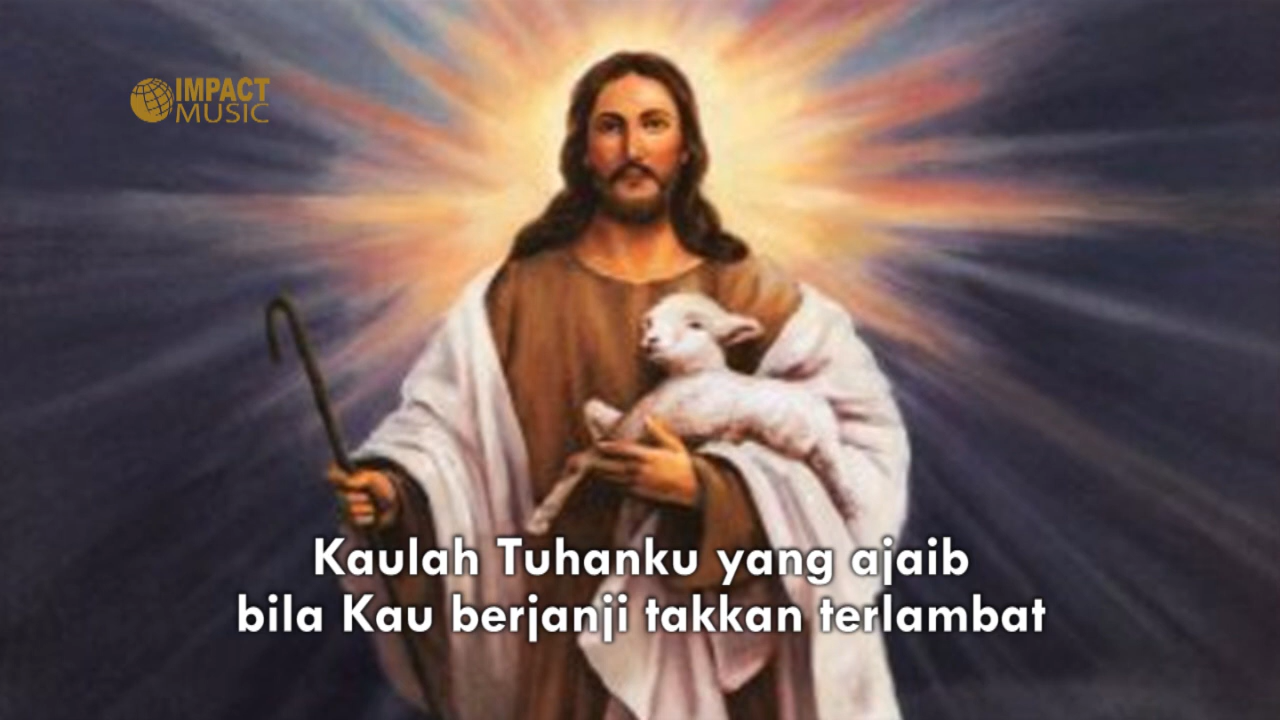 IMPACT
MUSIC
Kaulah Tuhanku yang ajaib
bila Kau berjanji takkan terlambat